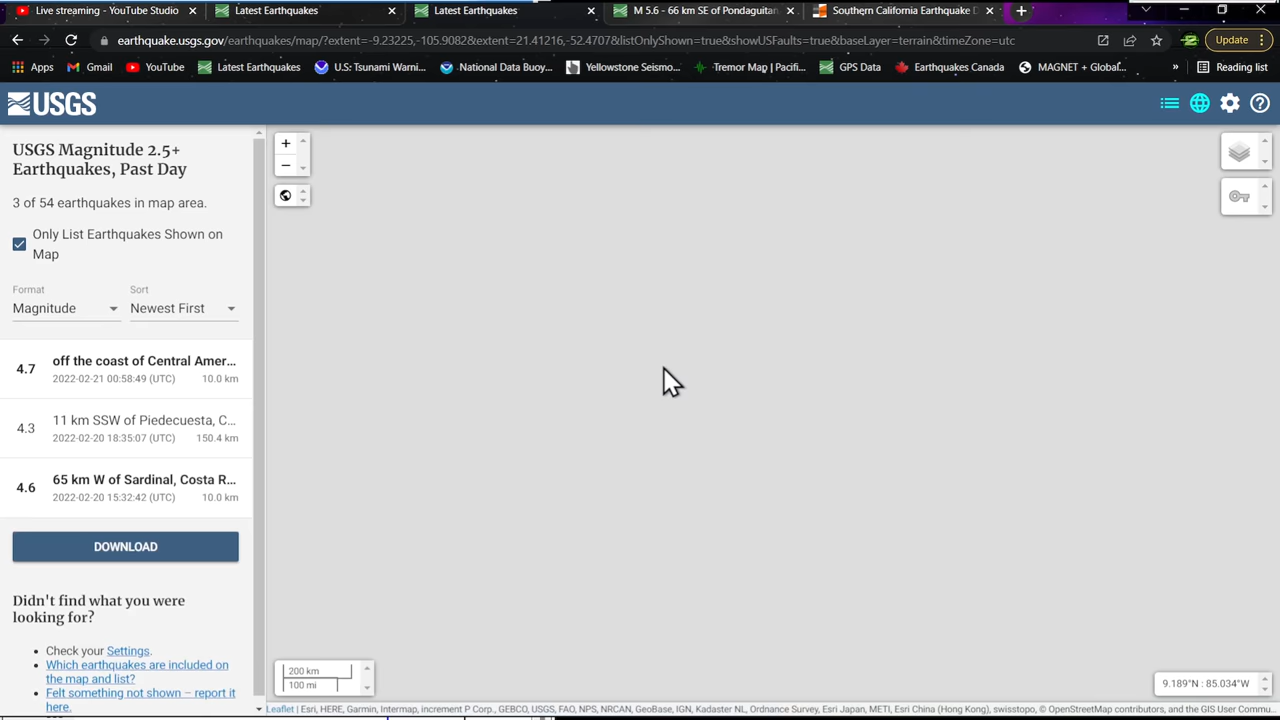 Live streaming - YouTube Studio
Latest Earthquakes
Latest Earthquakes
M 5.6 - 66 km SE of Pondaguitan
Southern California Earthquake D
earthquake.usgs.gov/earthquakes/map/?extent=-9.23225,-105.9082&extent=21.41216,-52.4707&listOnlyShown=true&showUSFaults=true&baseLayer=terrain&timeZone=utc
Update
Apps
Gmail
YouTube
Latest Earthquakes
U.S: Tsunami Warni...
National Data Buoy...
Yellowstone Seismo...
Tremor Map | Pacifi...
GPS Data
Earthquakes Canada
MAGNET + Global...
»
Reading list
USGS
USGS Magnitude 2.5+
Earthquakes, Past Day
3 of 54 earthquakes in map area.
Only List Earthquakes Shown on
Map
Format
Sort
Magnitude
Newest First
4.7
off the coast of Central Amer...
2022-02-21 00:58:49 (UTC)
10.0 km
4.3
11 km SSW of Piedecuesta, C...
2022-02-20 18:35:07 (UTC)
150.4 km
4.6
65 km W of Sardinal, Costa R...
2022-02-20 15:32:42 (UTC)
10.0 km
DOWNLOAD
Didn't find what you were
looking for?
Check your Settings.
Which earthquakes are included on
the map and list?
Felt something not shown – report it
here.
+
−
200 km
100 mi
9.189°N : 85.034°W
Leaflet | Esri, HERE, Garmin, Intermap, increment P Corp., GEBCO, USGS, FAO, NPS, NRCAN, GeoBase, IGN, Kadaster NL, Ordnance Survey, Esri Japan, METI, Esri China (Hong Kong), swisstopo, © OpenStreetMap contributors, and the GIS User Commu...